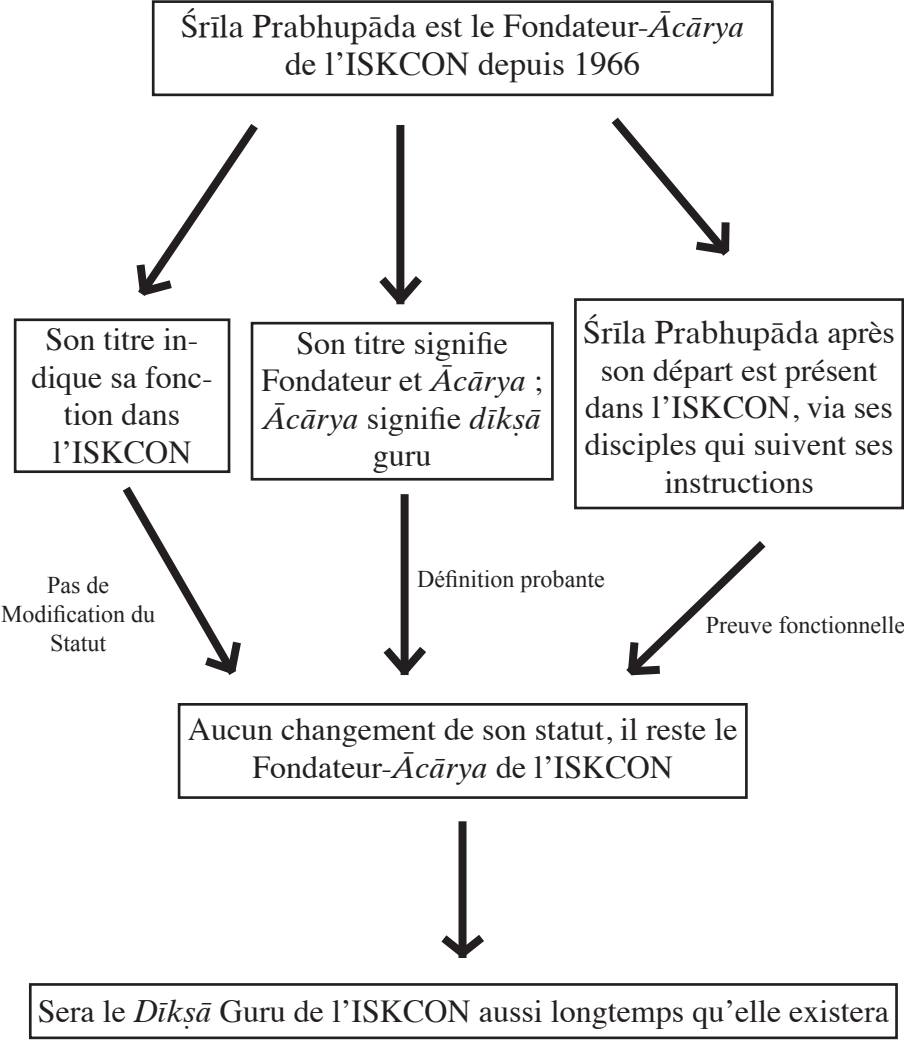 Śrīla Prabhupāda est le Fondateur-Ācārya
de l'ISKCON depuis 1966
Son titre in-
dique sa fonc-
tion dans
l'ISKCON
Son titre signifie
Fondateur et Ācārya ;
Ācārya signifie dīkṣā
guru
Śrīla Prabhupāda après
son départ est présent
dans l'ISKCON, via ses
disciples qui suivent ses
instructions
Pas de
Modification du
Statut
Définition probante
Preuve fonctionnelle
Aucun changement de son statut, il reste le
Fondateur-Ācārya de l'ISKCON
Sera le Dīkṣā Guru de l'ISKCON aussi longtemps qu'elle existera